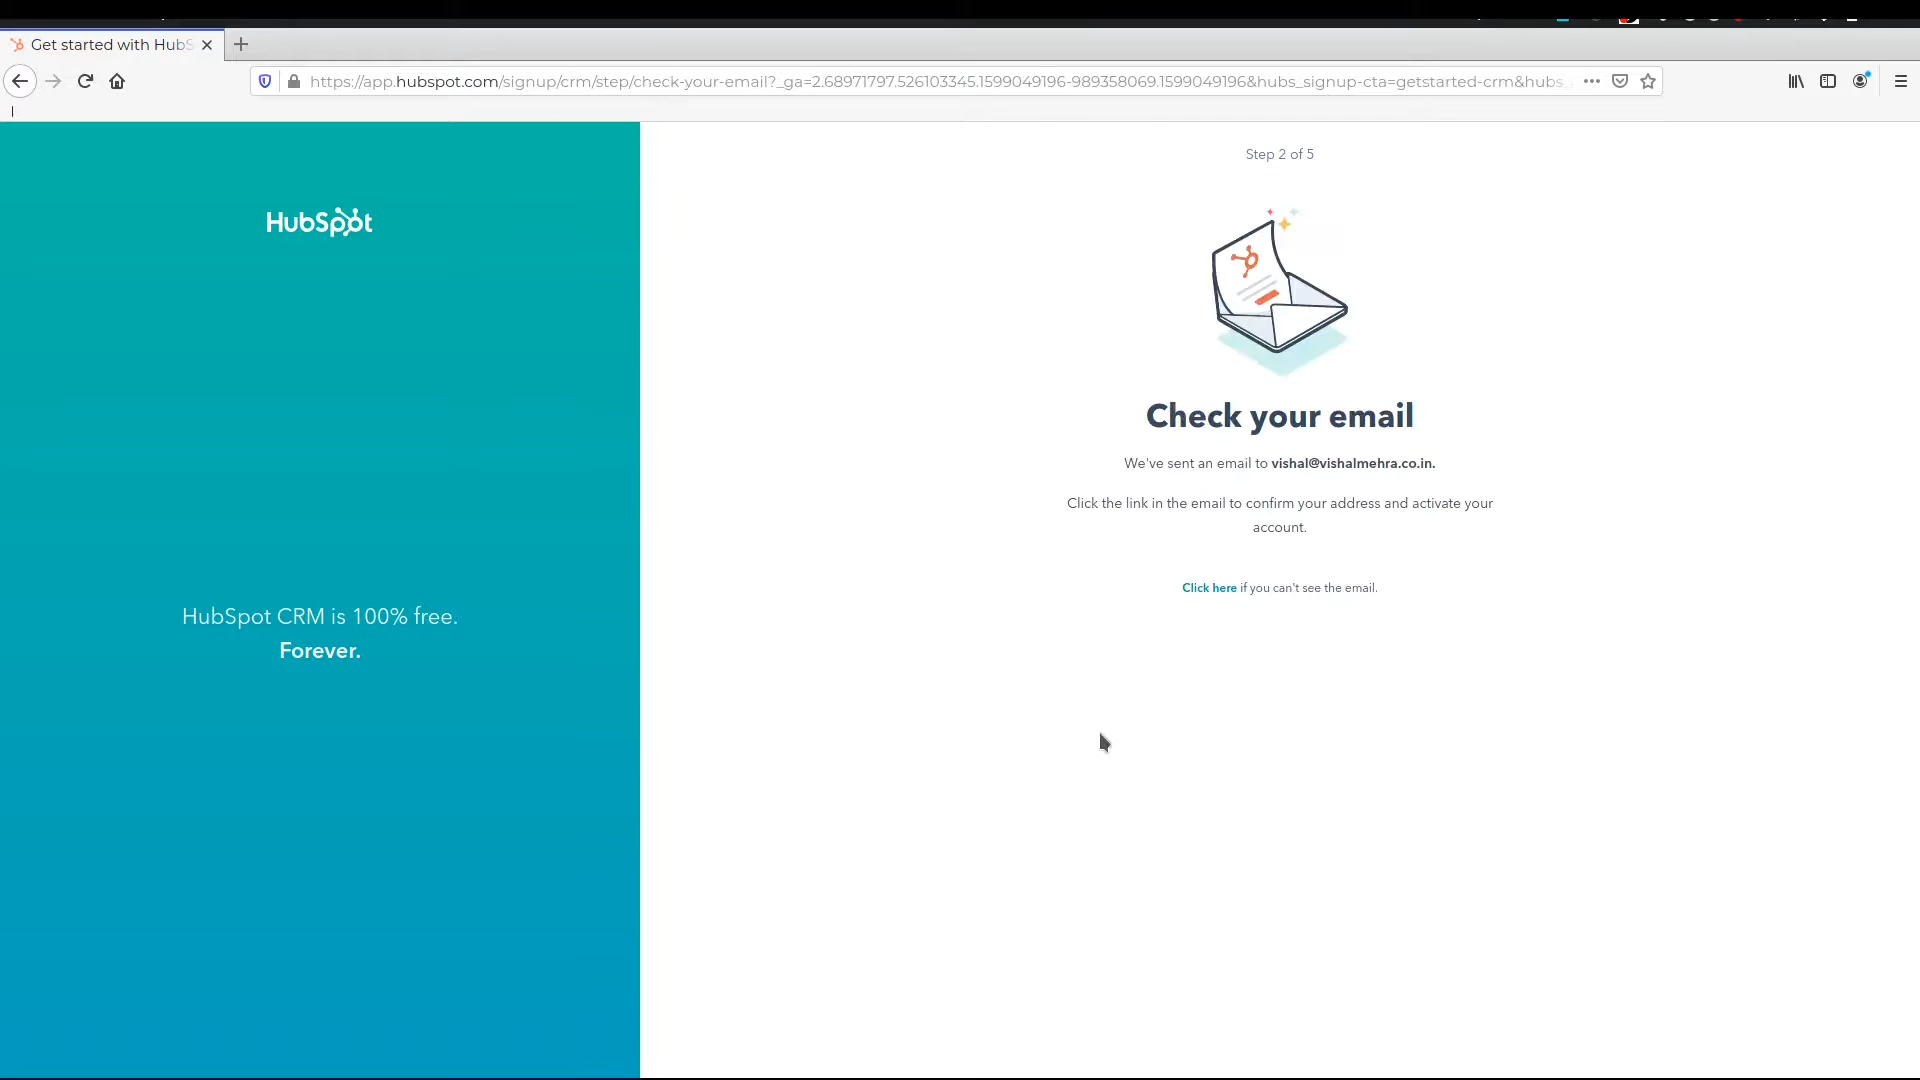 Get started with HubS
https://app.hubspot.com/signup/crm/step/check-your-email?_ga=2.68971797.526103345.1599049196-989358069.1599049196&hubs_signup-cta=getstarted-crm&hubs_
Step 2 of 5
HubSpot
Check your email
We've sent an email to vishal@vishalmehra.co.in.
Click the link in the email to confirm your address and activate your
account.
Click here if you can't see the email.
HubSpot CRM is 100% free.
Forever.